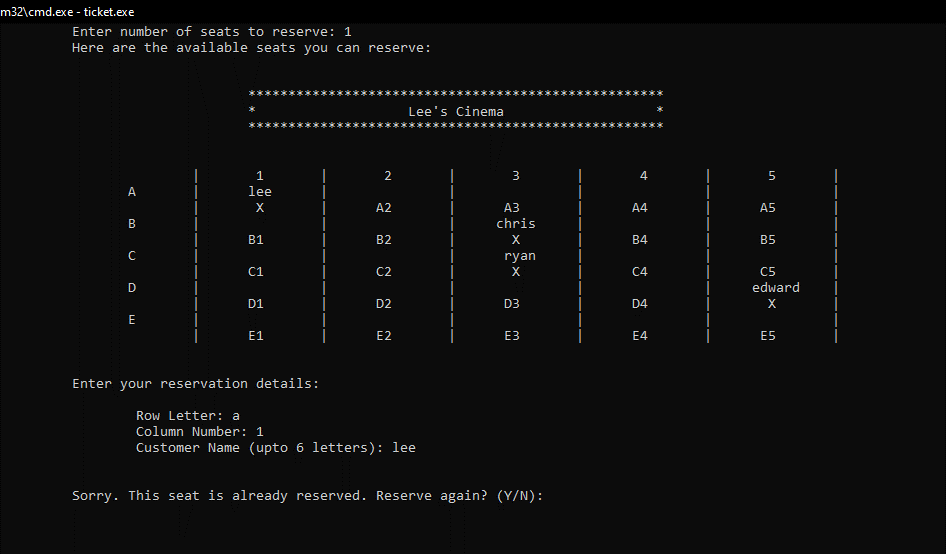 m32\cmd.exe - ticket.exe
Enter number of seats to reserve: 1
Here are the available seats you can reserve:
****************************************************
* Lee's Cinema *
****************************************************
| 1 | 2 | 3 | 4 | 5 |
A | lee | | | | |
| X | A2 | A3 | A4 | A5 |
B | | | chris | | |
| B1 | B2 | X | B4 | B5 |
C | | | ryan | | |
| C1 | C2 | X | C4 | C5 |
D | | | | | edward |
| D1 | D2 | D3 | D4 | X |
E | | | | | |
| E1 | E2 | E3 | E4 | E5 |
Enter your reservation details:
Row Letter: a
Column Number: 1
Customer Name (upto 6 letters): lee
Sorry. This seat is already reserved. Reserve again? (Y/N):